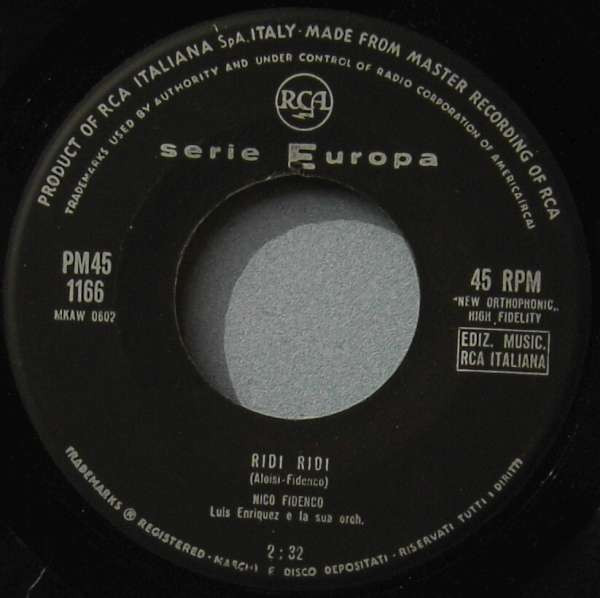 PRODUCT OF RCA ITALIANA SpA. ITALY · MADE FROM MASTER RECORDING OF RCA
TRADEMARKS USED BY AUTHORITY AND UNDER CONTROL OF RADIO CORPORATION OF AMERICA (RCA)
RCA
serie Europa
PM45
1166
MKAW 0602
45 RPM
"NEW ORTHOPHONIC"
HIGH FIDELITY
EDIZ. MUSIC.
RCA ITALIANA
RIDI RIDI
(Aloisi-Fidenco)
NICO FIDENCO
Luis Enriquez e la sua orch.
2:32
TRADEMARKS ® REGISTERED · MARCHI E DISCO DEPOSITATI · RISERVATI TUTTI I DIRITTI